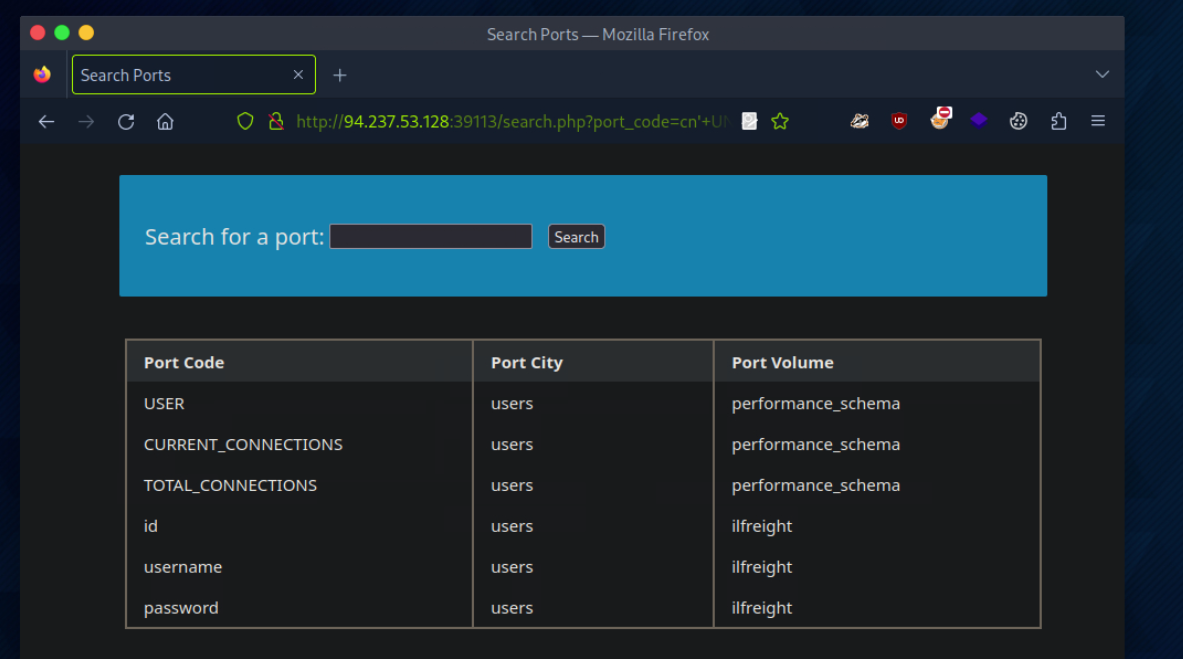 Search Ports — Mozilla Firefox
Search Ports
http://94.237.53.128:39113/search.php?port_code=cn'+UN
Search for a port: Search
Port Code Port City Port Volume
USER users performance_schema
CURRENT_CONNECTIONS users performance_schema
TOTAL_CONNECTIONS users performance_schema
id users ilfreight
username users ilfreight
password users ilfreight